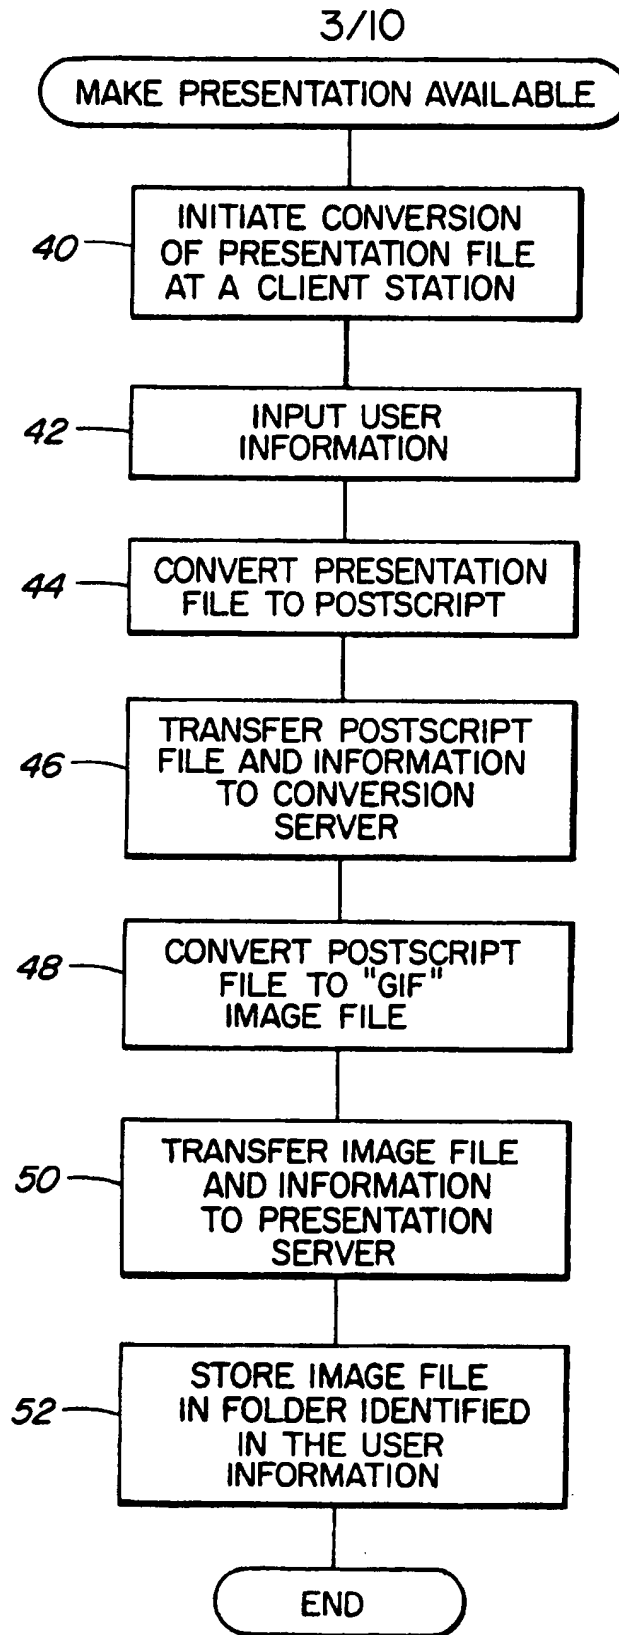 3/10
MAKE PRESENTATION AVAILABLE
40
INITIATE CONVERSION
OF PRESENTATION FILE
AT A CLIENT STATION
42
INPUT USER
INFORMATION
44
CONVERT PRESENTATION
FILE TO POSTSCRIPT
46
TRANSFER POSTSCRIPT
FILE AND INFORMATION
TO CONVERSION
SERVER
48
CONVERT POSTSCRIPT
FILE TO "GIF"
IMAGE FILE
50
TRANSFER IMAGE FILE
AND INFORMATION
TO PRESENTATION
SERVER
52
STORE IMAGE FILE
IN FOLDER IDENTIFIED
IN THE USER
INFORMATION
END